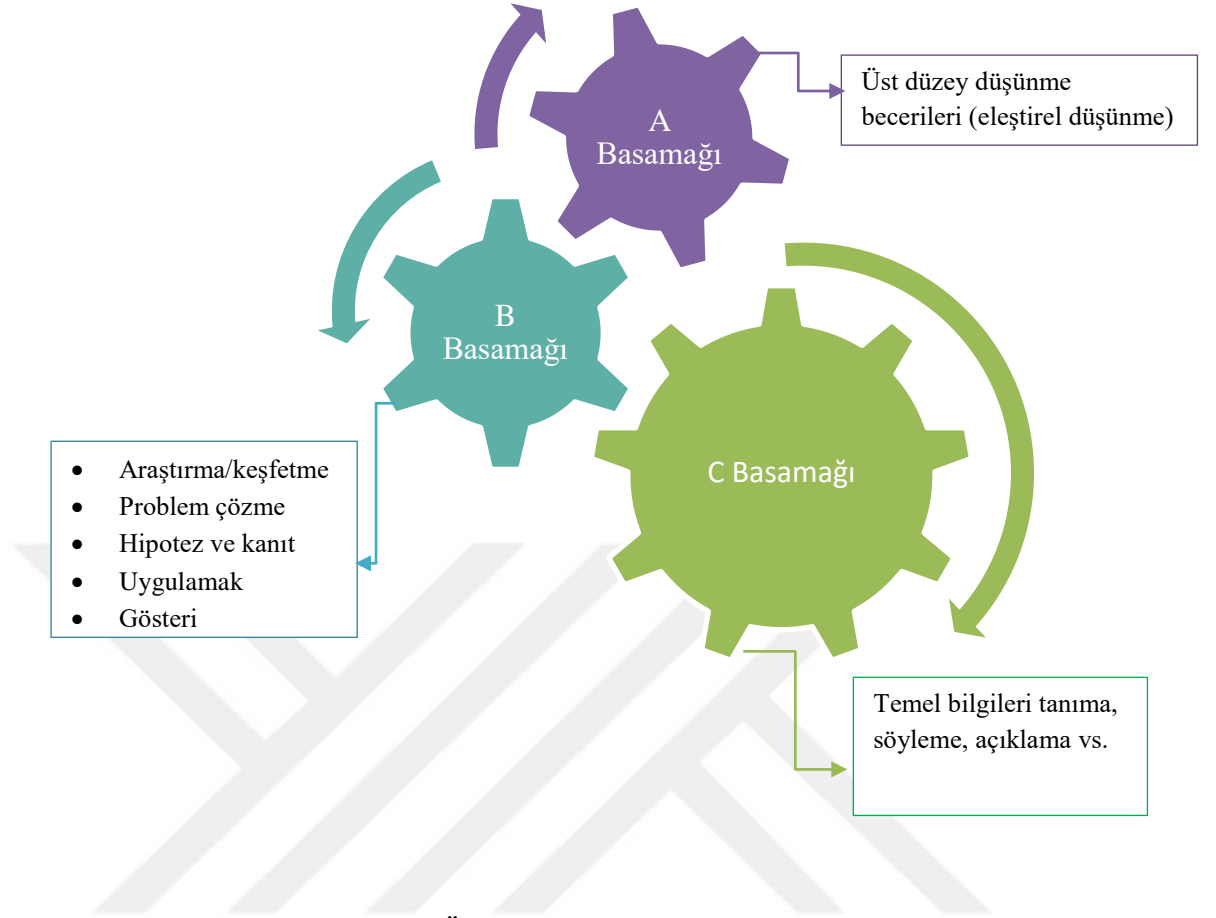 A
Basamağı
Üst düzey düşünme
becerileri (eleştirel düşünme)
B
Basamağı
• Araştırma/keşfetme
• Problem çözme
• Hipotez ve kanıt
• Uygulamak
• Gösteri
C Basamağı
Temel bilgileri tanıma,
söyleme, açıklama vs.